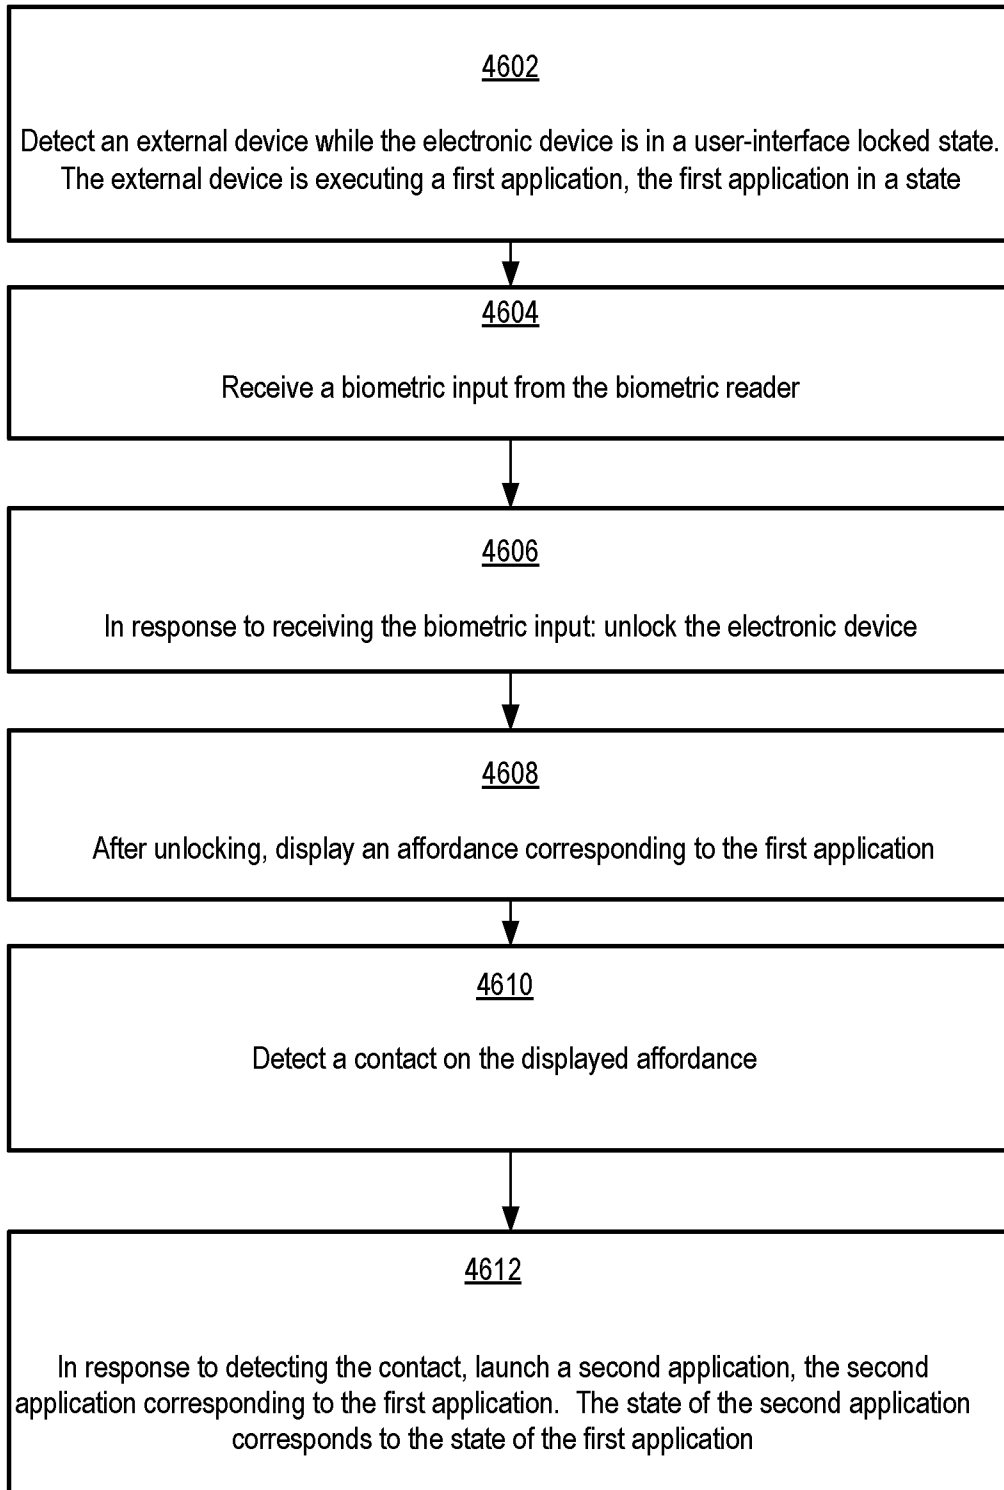 4602
Detect an external device while the electronic device is in a user-interface locked state.
The external device is executing a first application, the first application in a state
4604
Receive a biometric input from the biometric reader
4606
In response to receiving the biometric input: unlock the electronic device
4608
After unlocking, display an affordance corresponding to the first application
4610
Detect a contact on the displayed affordance
4612
In response to detecting the contact, launch a second application, the second
application corresponding to the first application.  The state of the second application
corresponds to the state of the first application